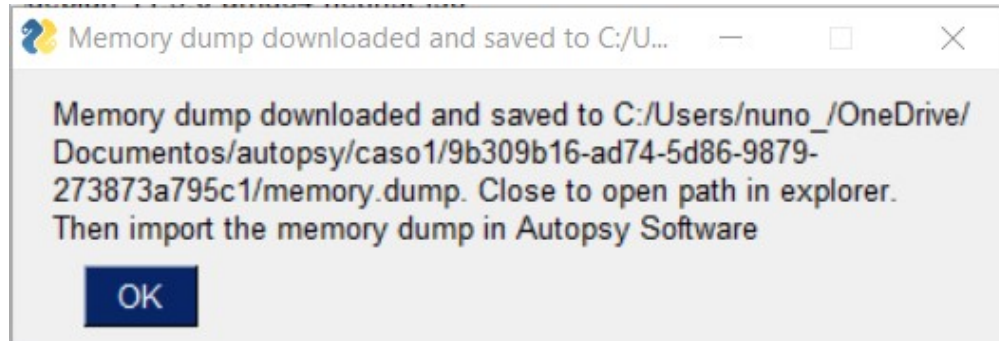 Memory dump downloaded and saved to C:/U...
Memory dump downloaded and saved to C:/Users/nuno_/OneDrive/
Documentos/autopsy/caso1/9b309b16-ad74-5d86-9879-
273873a795c1/memory.dump. Close to open path in explorer.
Then import the memory dump in Autopsy Software
OK